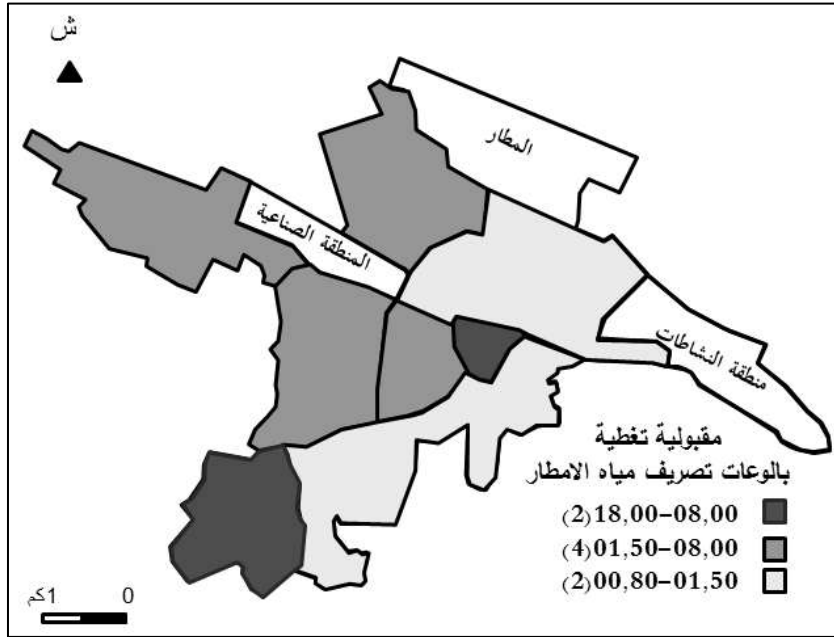 ش
المطار
المنطقة الصناعية
منطقة النشاطات
مقبولية تغطية
بالوعات تصريف مياه الامطار
18,00–08,00(2)
01,50–08,00(4)
00,80–01,50(2)
1كم 0